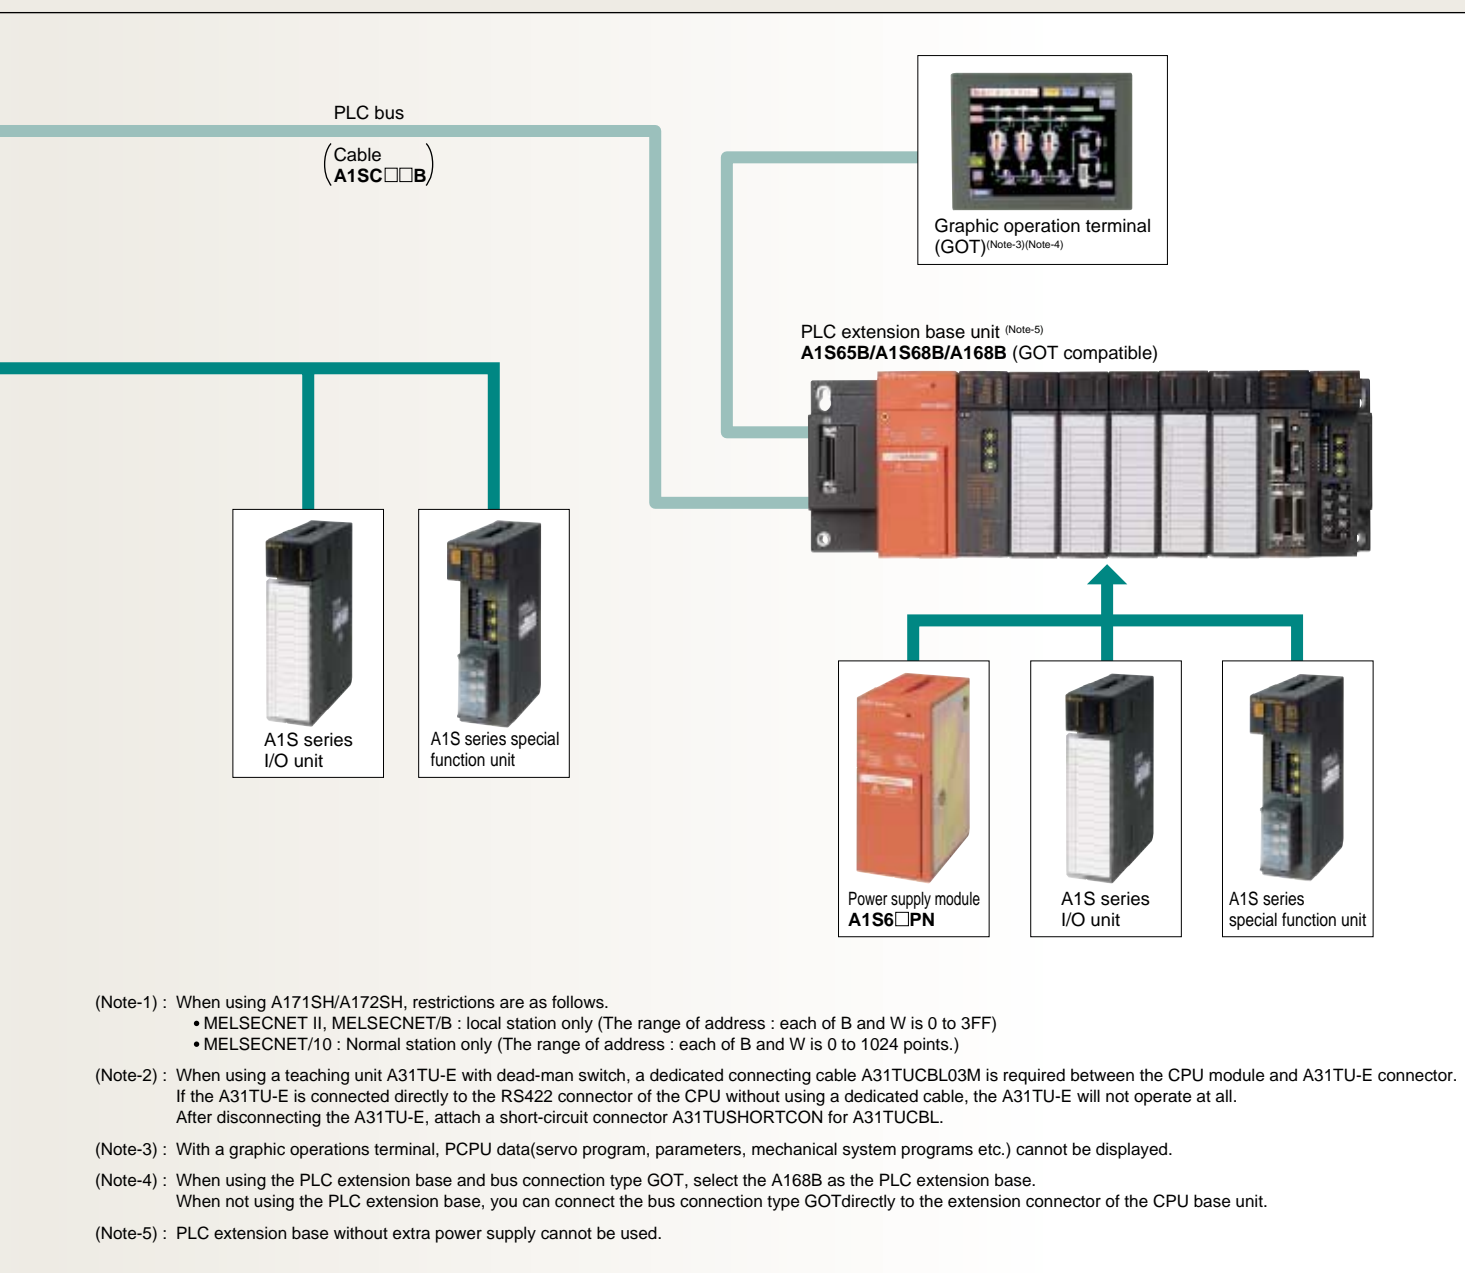 PLC bus
Cable
A1SC□□B
Graphic operation terminal
(GOT)(Note-3)(Note-4)
PLC extension base unit (Note-5)
A1S65B/A1S68B/A168B (GOT compatible)
A1S series
I/O unit
A1S series special
function unit
Power supply module
A1S6□PN
A1S series
I/O unit
A1S series
special function unit
(Note-1) : When using A171SH/A172SH, restrictions are as follows.
• MELSECNET II, MELSECNET/B : local station only (The range of address : each of B and W is 0 to 3FF)
• MELSECNET/10 : Normal station only (The range of address : each of B and W is 0 to 1024 points.)
(Note-2) : When using a teaching unit A31TU-E with dead-man switch, a dedicated connecting cable A31TUCBL03M is required between the CPU module and A31TU-E connector.
If the A31TU-E is connected directly to the RS422 connector of the CPU without using a dedicated cable, the A31TU-E will not operate at all.
After disconnecting the A31TU-E, attach a short-circuit connector A31TUSHORTCON for A31TUCBL.
(Note-3) : With a graphic operations terminal, PCPU data(servo program, parameters, mechanical system programs etc.) cannot be displayed.
(Note-4) : When using the PLC extension base and bus connection type GOT, select the A168B as the PLC extension base.
When not using the PLC extension base, you can connect the bus connection type GOTdirectly to the extension connector of the CPU base unit.
(Note-5) : PLC extension base without extra power supply cannot be used.